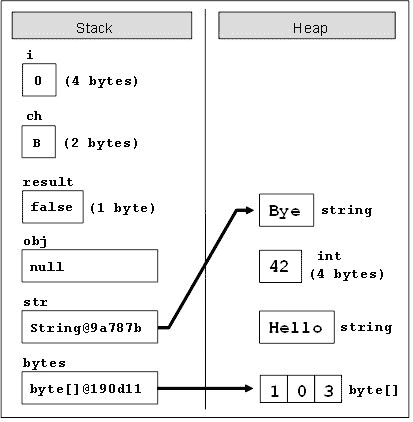 Stack
Heap
i
0 (4 bytes)
ch
B (2 bytes)
result
false (1 byte)
Bye string
obj
null
42 int
(4 bytes)
str
String@9a787b
Hello string
bytes
byte[]@190d11
1 0 3 byte[]